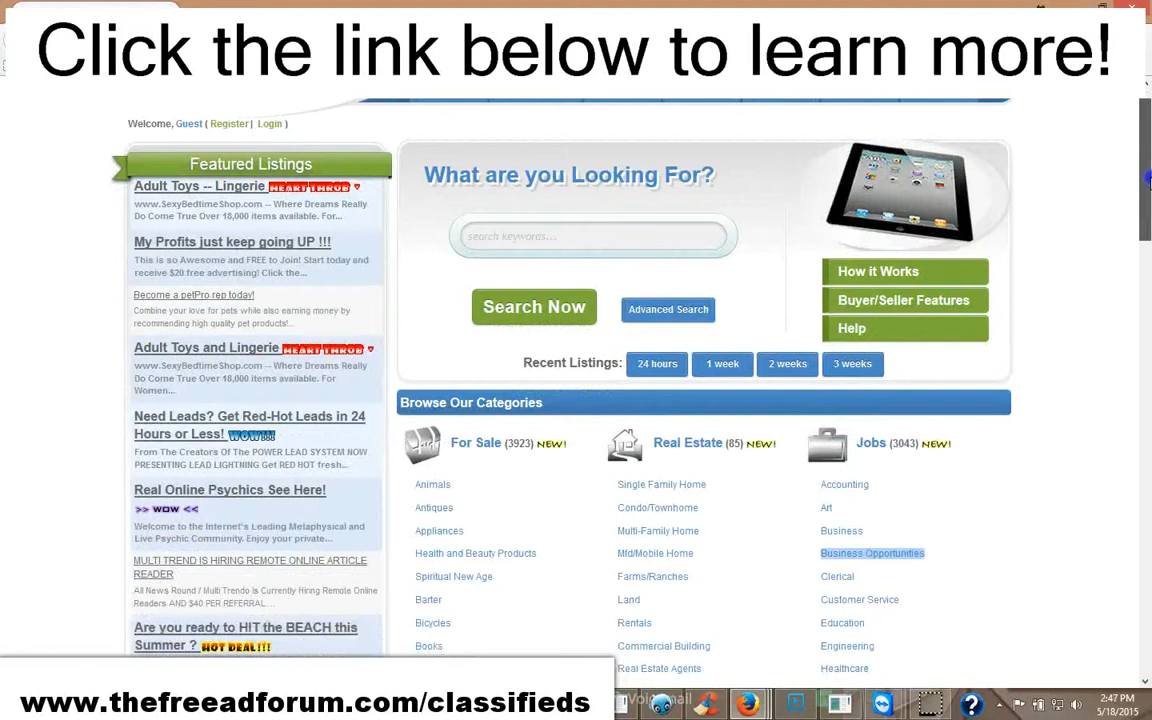 Click the link below to learn more!
Welcome, Guest ( Register | Login )
Featured Listings
Adult Toys -- Lingerie HEART THROB
www.SexyBedtimeShop.com -- Where Dreams Really
Do Come True Over 18,000 items available. For...
My Profits just keep going UP !!!
This is so Awesome and FREE to Join! Start today and
receive $20 free advertising! Click the...
Become a petPro rep today!
Combine your love for pets while also earning money by
recommending high quality pet products!...
Adult Toys and Lingerie HEART THROB
www.SexyBedtimeShop.com -- Where Dreams Really
Do Come True Over 18,000 items available. For
Women...
Need Leads? Get Red-Hot Leads in 24
Hours or Less! WOW!!!
From The Creators Of The POWER LEAD SYSTEM NOW
PRESENTING LEAD LIGHTNING Get RED HOT fresh...
Real Online Psychics See Here!
>> WOW <<
Welcome to the Internet's Leading Metaphysical and
Live Psychic Community. Enjoy your private...
MULTI TREND IS HIRING REMOTE ONLINE ARTICLE
READER
All News Round / Multi Trendo Is Currently Hiring Remote Online
Readers AND $40 PER REFERRAL...
Are you ready to HIT the BEACH this
Summer ? HOT DEAL!!!
What are you Looking For?
search keywords...
Search Now
Advanced Search
How it Works
Buyer/Seller Features
Help
Recent Listings: 24 hours 1 week 2 weeks 3 weeks
Browse Our Categories
For Sale (3923) NEW!
Animals
Antiques
Appliances
Health and Beauty Products
Spiritual New Age
Barter
Bicycles
Books
Real Estate (85) NEW!
Single Family Home
Condo/Townhome
Multi-Family Home
Mfd/Mobile Home
Farms/Ranches
Land
Rentals
Commercial Building
Real Estate Agents
Jobs (3043) NEW!
Accounting
Art
Business
Business Opportunities
Clerical
Customer Service
Education
Engineering
Healthcare
www.thefreeadforum.com/classifieds
2:47 PM
5/18/2015